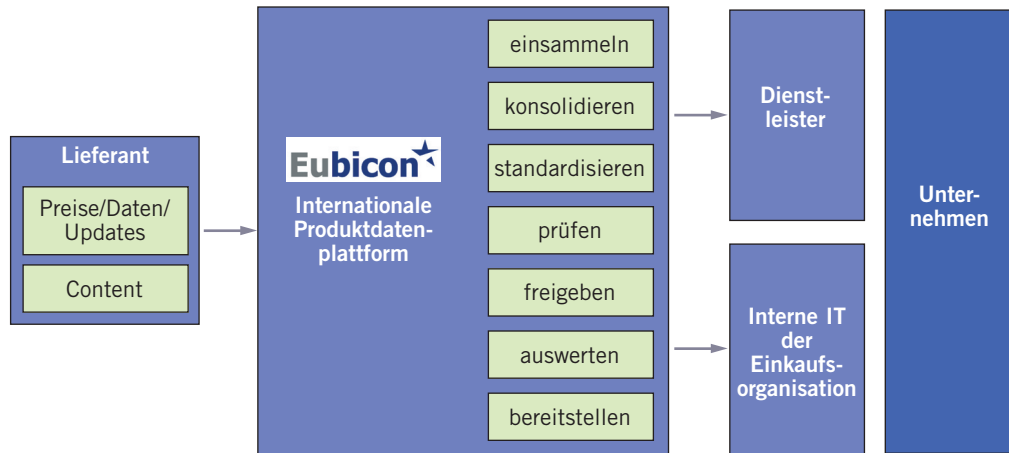 Lieferant
Preise/Daten/
Updates
Content
Eubicon
Internationale
Produktdaten-
plattform
einsammeln
konsolidieren
standardisieren
prüfen
freigeben
auswerten
bereitstellen
Dienst-
leister
Interne IT
der
Einkaufs-
organisation
Unter-
nehmen